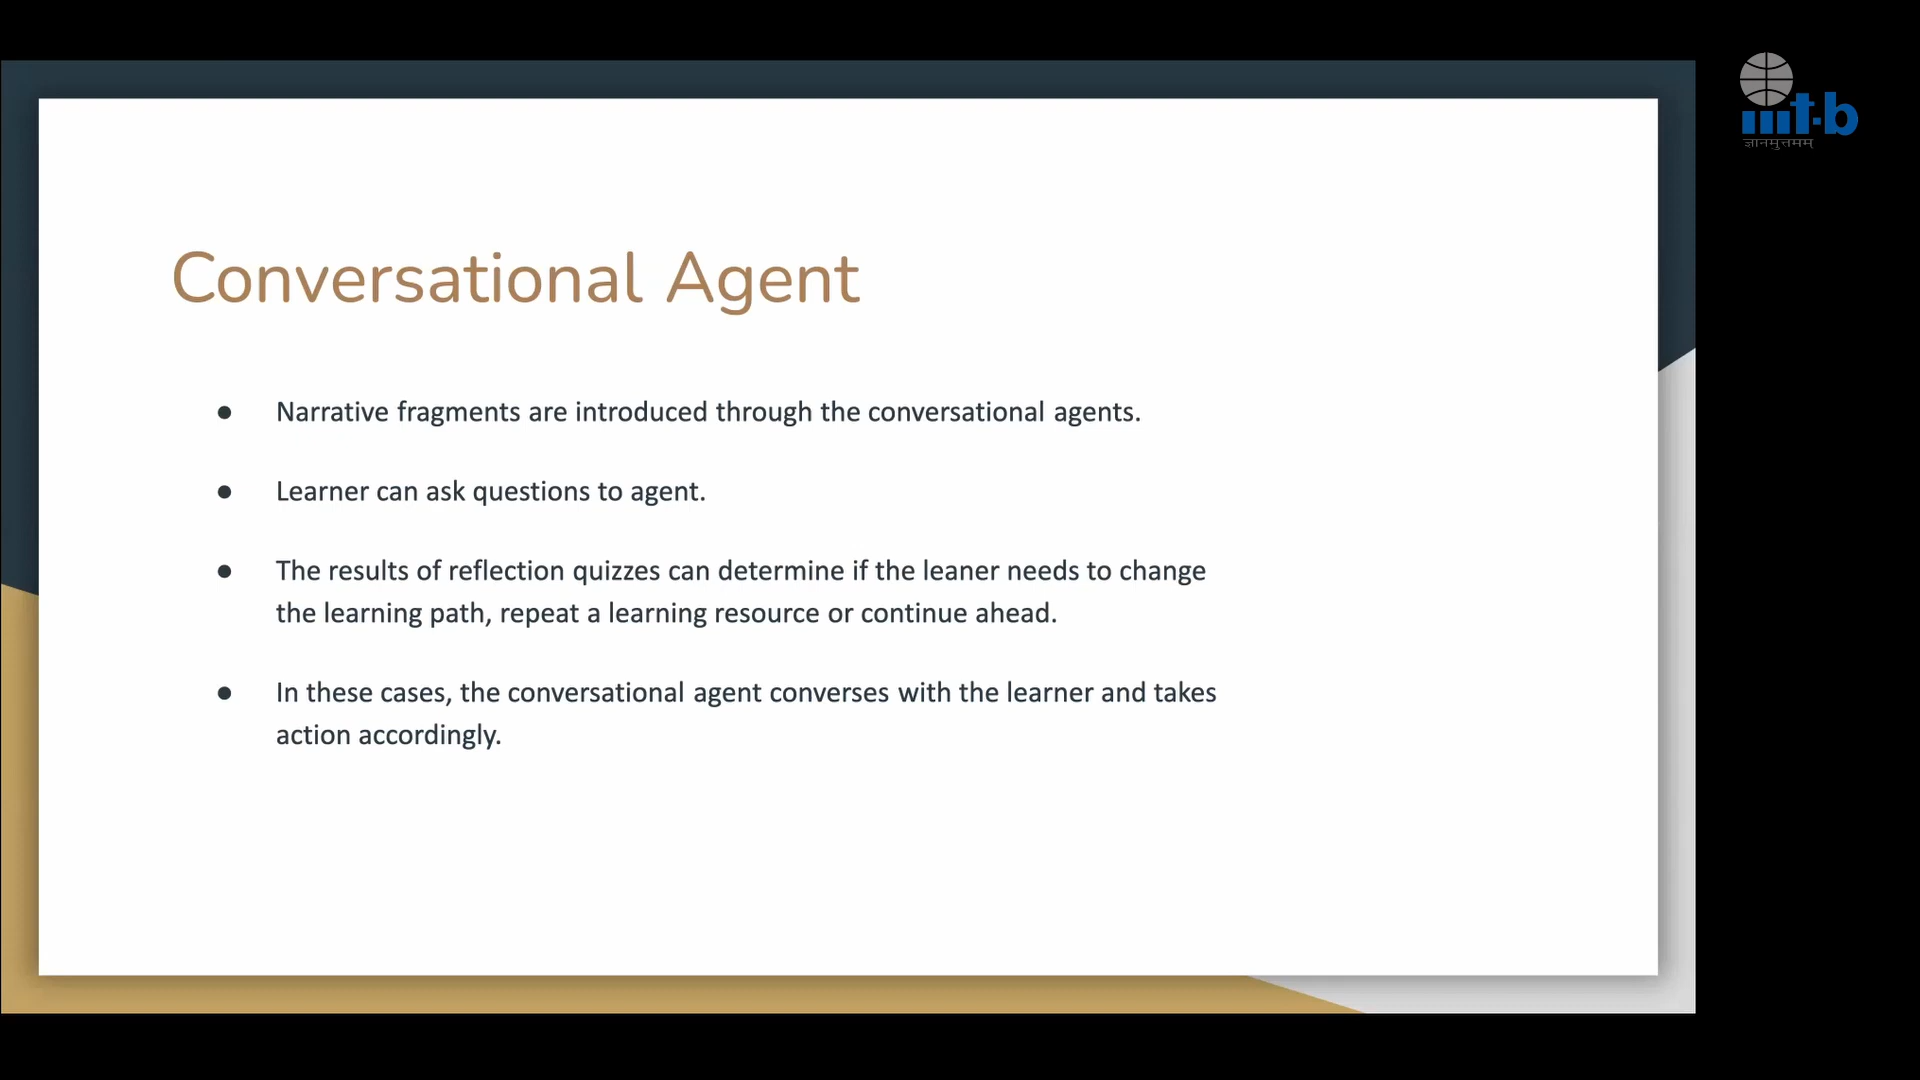 iiit-b
ज्ञानमुत्तमम्
Conversational Agent
● Narrative fragments are introduced through the conversational agents.
● Learner can ask questions to agent.
● The results of reflection quizzes can determine if the leaner needs to change
the learning path, repeat a learning resource or continue ahead.
● In these cases, the conversational agent converses with the learner and takes
action accordingly.